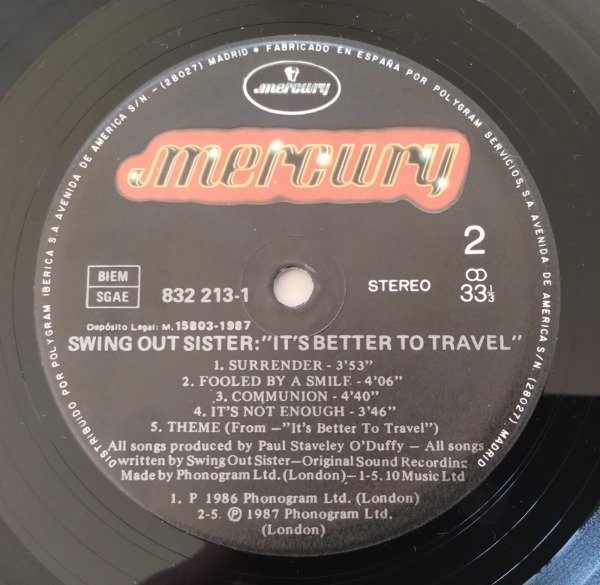 DISTRIBUIDO POR POLYGRAM IBERICA S.A. AVENIDA DE AMERICA S/N. - (28027) MADRID • FABRICADO EN ESPAÑA POR POLYGRAM SERVICIOS, S.A. AVENIDA DE AMERICA S/N. (28027) MADRID
mercury
mercury
2
BIEM
SGAE
832 213-1
STEREO
33 1/3
Depósito Legal: M. 15803-1987
SWING OUT SISTER:"IT'S BETTER TO TRAVEL"
1. SURRENDER - 3'53"
2. FOOLED BY A SMILE - 4'06"
3. COMMUNION - 4'40"
4. IT'S NOT ENOUGH - 3'46"
5. THEME (From —"It's Better To Travel")
All songs produced by Paul Staveley O'Duffy — All songs
written by Swing Out Sister—Original Sound Recording
Made by Phonogram Ltd. (London)— 1-5. 10 Music Ltd
1. P 1986 Phonogram Ltd. (London)
2-5. ℗ 1987 Phonogram Ltd.
(London)